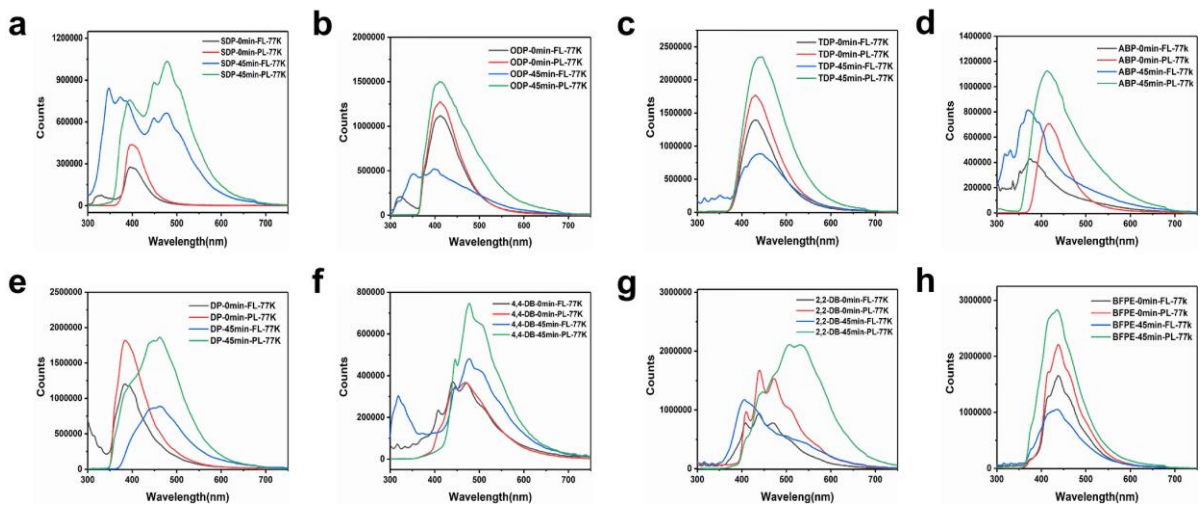 a
SDP-0min-FL-77K
SDP-0min-PL-77K
SDP-45min-FL-77K
SDP-45min-PL-77K
1200000
900000
600000
300000
0
Counts
300 400 500 600 700
Wavelength(nm)
b
ODP-0min-FL-77K
ODP-0min-PL-77K
ODP-45min-FL-77K
ODP-45min-PL-77K
2000000
1500000
1000000
500000
0
Counts
300 400 500 600 700
Wavelength(nm)
c
TDP-0min-FL-77K
TDP-0min-PL-77K
TDP-45min-FL-77K
TDP-45min-PL-77K
2500000
2000000
1500000
1000000
500000
0
Counts
300 400 500 600 700
Wavelength(nm)
d
ABP-0min-FL-77k
ABP-0min-PL-77k
ABP-45min-FL-77k
ABP-45min-PL-77k
1400000
1200000
1000000
800000
600000
400000
200000
0
Counts
300 400 500 600 700
Wavelength(nm)
e
DP-0min-FL-77K
DP-0min-PL-77K
DP-45min-FL-77K
DP-45min-PL-77K
2500000
2000000
1500000
1000000
500000
0
Counts
300 400 500 600 700
Wavelength(nm)
f
4,4-DB-0min-FL-77K
4,4-DB-0min-PL-77K
4,4-DB-45min-FL-77K
4,4-DB-45min-PL-77K
800000
600000
400000
200000
0
Counts
300 400 500 600 700
Wavelength(nm)
g
2,2-DB-0min-FL-77K
2,2-DB-0min-PL-77K
2,2-DB-45min-FL-77K
2,2-DB-45min-PL-77K
3000000
2000000
1000000
0
Counts
300 400 500 600 700
Waveleng(nm)
h
BFPE-0min-FL-77k
BFPE-0min-PL-77k
BFPE-45min-FL-77k
BFPE-45min-PL-77k
3000000
2000000
1000000
0
Counts
300 400 500 600 700
Wavelength(nm)